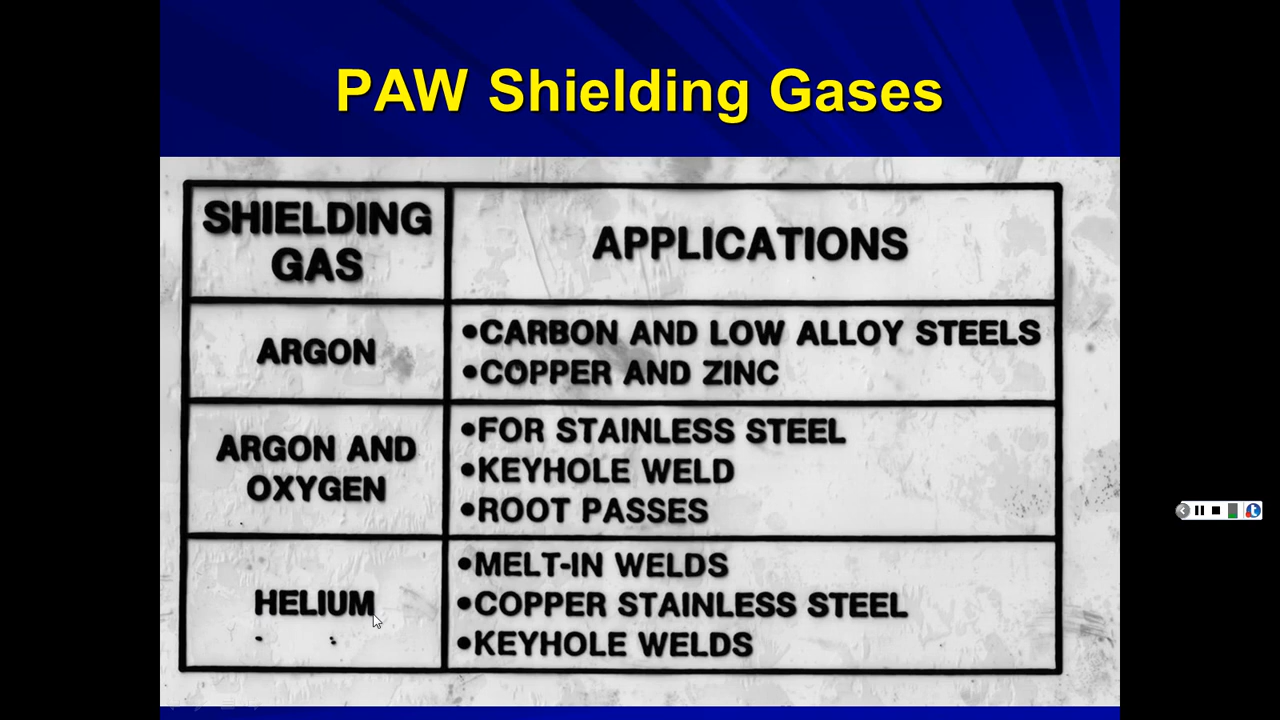 PAW Shielding Gases
SHIELDING
GAS
APPLICATIONS
ARGON
•CARBON AND LOW ALLOY STEELS
•COPPER AND ZINC
ARGON AND
OXYGEN
•FOR STAINLESS STEEL
•KEYHOLE WELD
•ROOT PASSES
HELIUM
•MELT-IN WELDS
•COPPER STAINLESS STEEL
•KEYHOLE WELDS